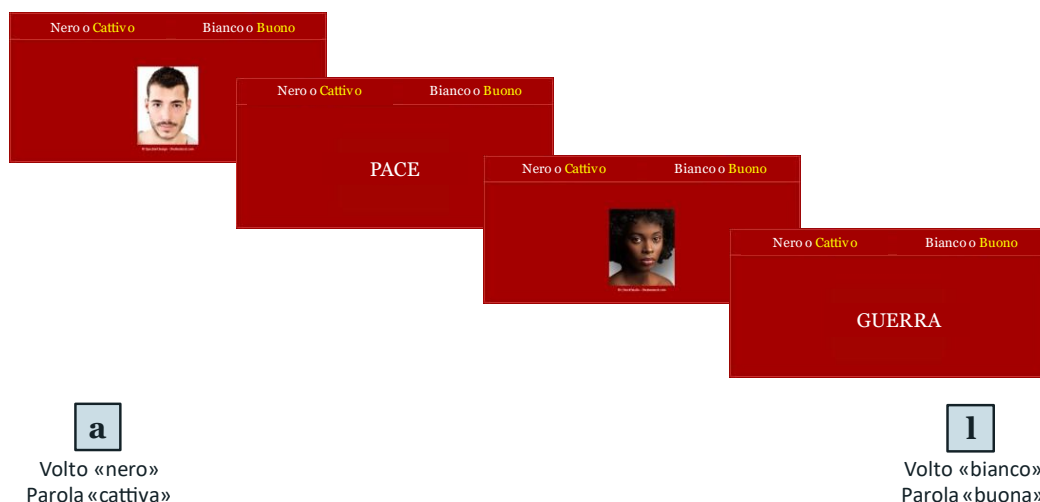 Nero o Cattivo Bianco o Buono
Nero o Cattivo Bianco o Buono
PACE
Nero o Cattivo Bianco o Buono
Nero o Cattivo Bianco o Buono
GUERRA
a
Volto «nero»
Parola «cattiva»
l
Volto «bianco»
Parola «buona»